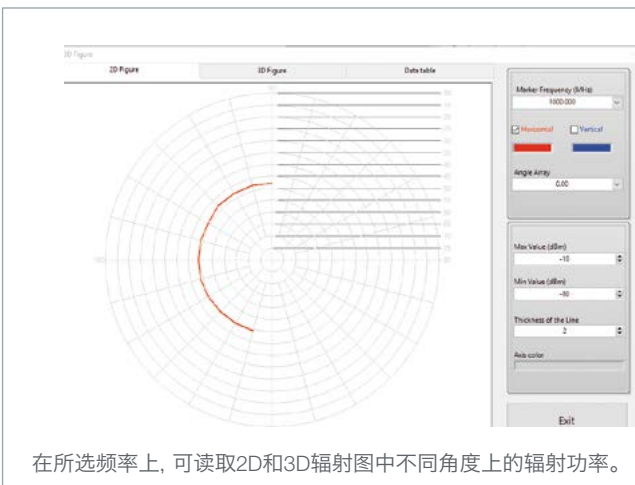 2D Figure
2D Figure
3D Figure
Data table
Marker Frequency (MHz)
1800.000
Horizontal
Vertical
Angle Array
0.00
Max Value (dBm)
-10
Min Value (dBm)
-80
Thickness of the Line
2
Axis color
Exit
在所选频率上, 可读取2D和3D辐射图中不同角度上的辐射功率。